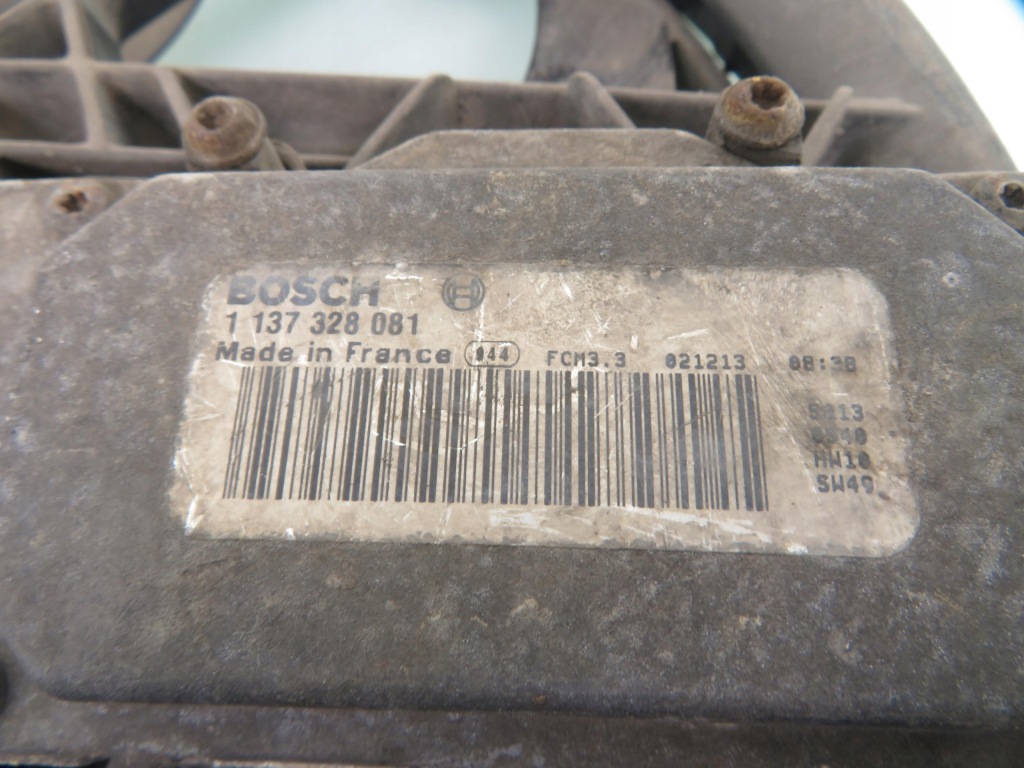 BOSCH
1 137 328 081
Made in France 944 FCM3.3 021213 08:38
HW10
SW49